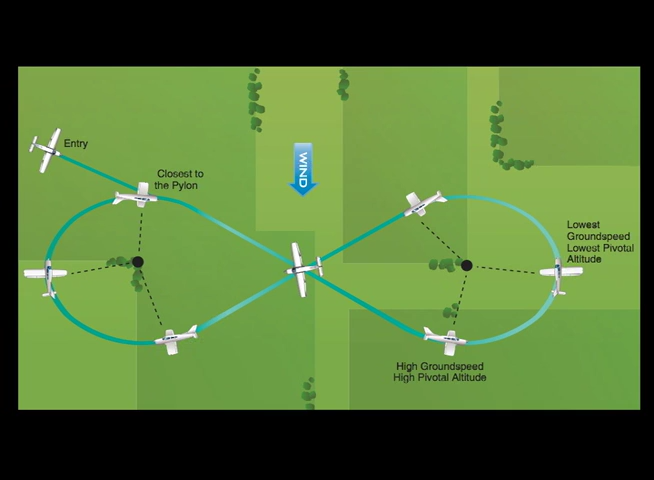 Entry
Closest to
the Pylon
WIND
Lowest
Groundspeed
Lowest Pivotal
Altitude
High Groundspeed
High Pivotal Altitude